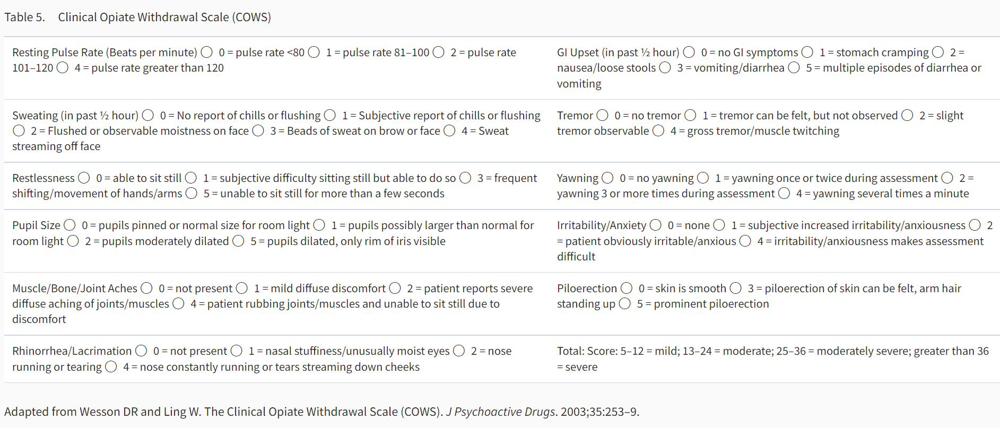 Table 5. Clinical Opiate Withdrawal Scale (COWS)
Resting Pulse Rate (Beats per minute) ◯ 0 = pulse rate <80 ◯ 1 = pulse rate 81–100 ◯ 2 = pulse rate
101–120 ◯ 4 = pulse rate greater than 120
GI Upset (in past ½ hour) ◯ 0 = no GI symptoms ◯ 1 = stomach cramping ◯ 2 =
nausea/loose stools ◯ 3 = vomiting/diarrhea ◯ 5 = multiple episodes of diarrhea or
vomiting
Sweating (in past ½ hour) ◯ 0 = No report of chills or flushing ◯ 1 = Subjective report of chills or flushing
◯ 2 = Flushed or observable moistness on face ◯ 3 = Beads of sweat on brow or face ◯ 4 = Sweat
streaming off face
Tremor ◯ 0 = no tremor ◯ 1 = tremor can be felt, but not observed ◯ 2 = slight
tremor observable ◯ 4 = gross tremor/muscle twitching
Restlessness ◯ 0 = able to sit still ◯ 1 = subjective difficulty sitting still but able to do so ◯ 3 = frequent
shifting/movement of hands/arms ◯ 5 = unable to sit still for more than a few seconds
Yawning ◯ 0 = no yawning ◯ 1 = yawning once or twice during assessment ◯ 2 =
yawning 3 or more times during assessment ◯ 4 = yawning several times a minute
Pupil Size ◯ 0 = pupils pinned or normal size for room light ◯ 1 = pupils possibly larger than normal for
room light ◯ 2 = pupils moderately dilated ◯ 5 = pupils dilated, only rim of iris visible
Irritability/Anxiety ◯ 0 = none ◯ 1 = subjective increased irritability/anxiousness ◯ 2
= patient obviously irritable/anxious ◯ 4 = irritability/anxiousness makes assessment
difficult
Muscle/Bone/Joint Aches ◯ 0 = not present ◯ 1 = mild diffuse discomfort ◯ 2 = patient reports severe
diffuse aching of joints/muscles ◯ 4 = patient rubbing joints/muscles and unable to sit still due to
discomfort
Piloerection ◯ 0 = skin is smooth ◯ 3 = piloerection of skin can be felt, arm hair
standing up ◯ 5 = prominent piloerection
Rhinorrhea/Lacrimation ◯ 0 = not present ◯ 1 = nasal stuffiness/unusually moist eyes ◯ 2 = nose
running or tearing ◯ 4 = nose constantly running or tears streaming down cheeks
Total: Score: 5–12 = mild; 13–24 = moderate; 25–36 = moderately severe; greater than 36
= severe
Adapted from Wesson DR and Ling W. The Clinical Opiate Withdrawal Scale (COWS). J Psychoactive Drugs. 2003;35:253–9.